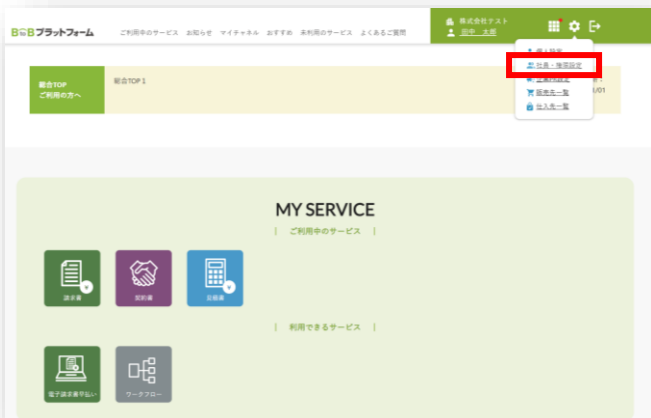 BtoBプラットフォーム
ご利用中のサービス お知らせ マイチャネル おすすめ 未利用のサービス よくあるご質問
株式会社テスト
田中 太郎
個人設定
社員・権限設定
企業内設定
販売先一覧
仕入先一覧
/01
総合TOP
ご利用の方へ
総合TOP1
MY SERVICE
| ご利用中のサービス |
請求書 契約書 見積書
| 利用できるサービス |
電子請求書早払い ワークフロー